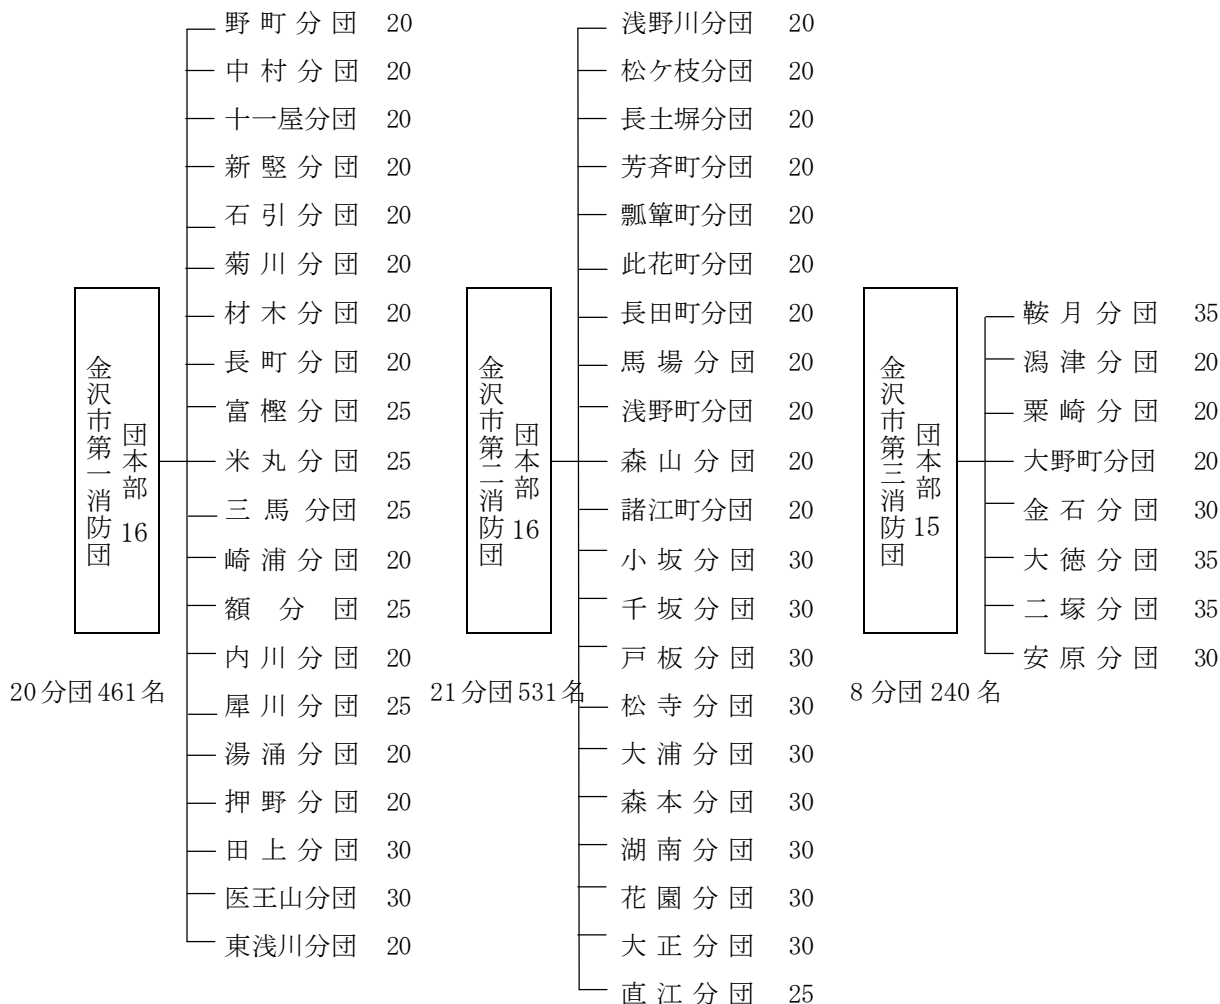 金沢市第一消防団
団本部 16
20分団461名
野町分団 20
中村分団 20
十一屋分団 20
新竪分団 20
石引分団 20
菊川分団 20
材木分団 20
長町分団 20
富樫分団 25
米丸分団 25
三馬分団 25
崎浦分団 20
額分団 25
内川分団 20
犀川分団 25
湯涌分団 20
押野分団 20
田上分団 30
医王山分団 30
東浅川分団 20
金沢市第二消防団
団本部 16
21分団531名
浅野川分団 20
松ケ枝分団 20
長土塀分団 20
芳斉町分団 20
瓢箪町分団 20
此花町分団 20
長田町分団 20
馬場分団 20
浅野町分団 20
森山分団 20
諸江町分団 20
小坂分団 30
千坂分団 30
戸板分団 30
松寺分団 30
大浦分団 30
森本分団 30
湖南分団 30
花園分団 30
大正分団 30
直江分団 25
金沢市第三消防団
団本部 15
8分団240名
鞍月分団 35
潟津分団 20
粟崎分団 20
大野町分団 20
金石分団 30
大徳分団 35
二塚分団 35
安原分団 30